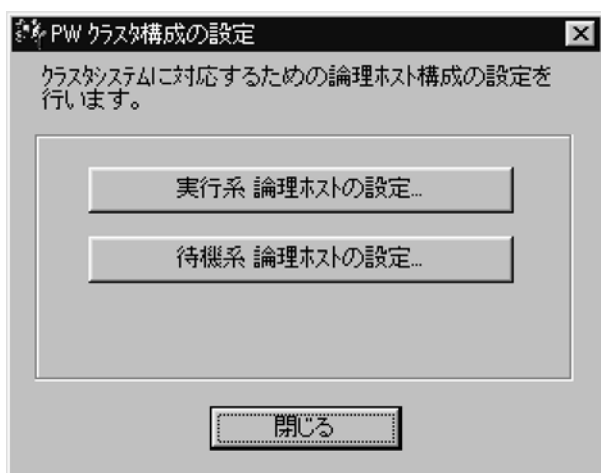 PW クラスタ構成の設定
クラスタシステムに対応するための論理ホスト構成の設定を
行います。
実行系 論理ホストの設定...
待機系 論理ホストの設定...
閉じる